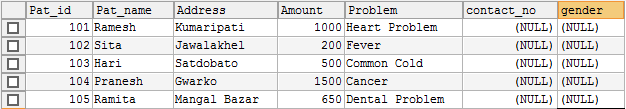 Pat_id Pat_name Address Amount Problem contact_no gender
101 Ramesh Kumaripati 1000 Heart Problem (NULL) (NULL)
102 Sita Jawalakhel 200 Fever (NULL) (NULL)
103 Hari Satdobato 500 Common Cold (NULL) (NULL)
104 Pranesh Gwarko 1500 Cancer (NULL) (NULL)
105 Ramita Mangal Bazar 650 Dental Problem (NULL) (NULL)